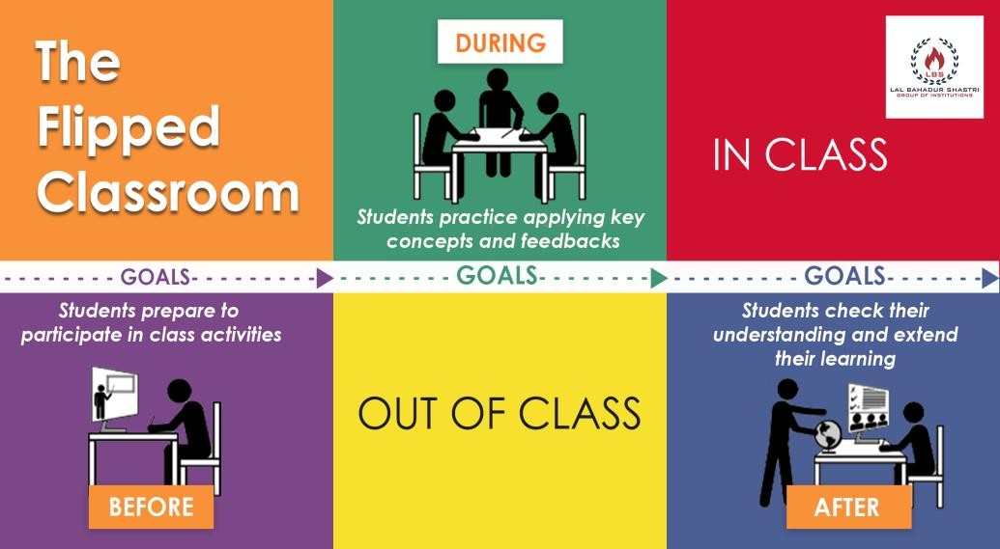 The
Flipped
Classroom
DURING
Students practice applying key
concepts and feedbacks
LBS
LAL BAHADUR SHASTRI
GROUP OF INSTITUTIONS
IN CLASS
GOALS
GOALS
GOALS
Students prepare to
participate in class activities
BEFORE
OUT OF CLASS
Students check their
understanding and extend
their learning
AFTER